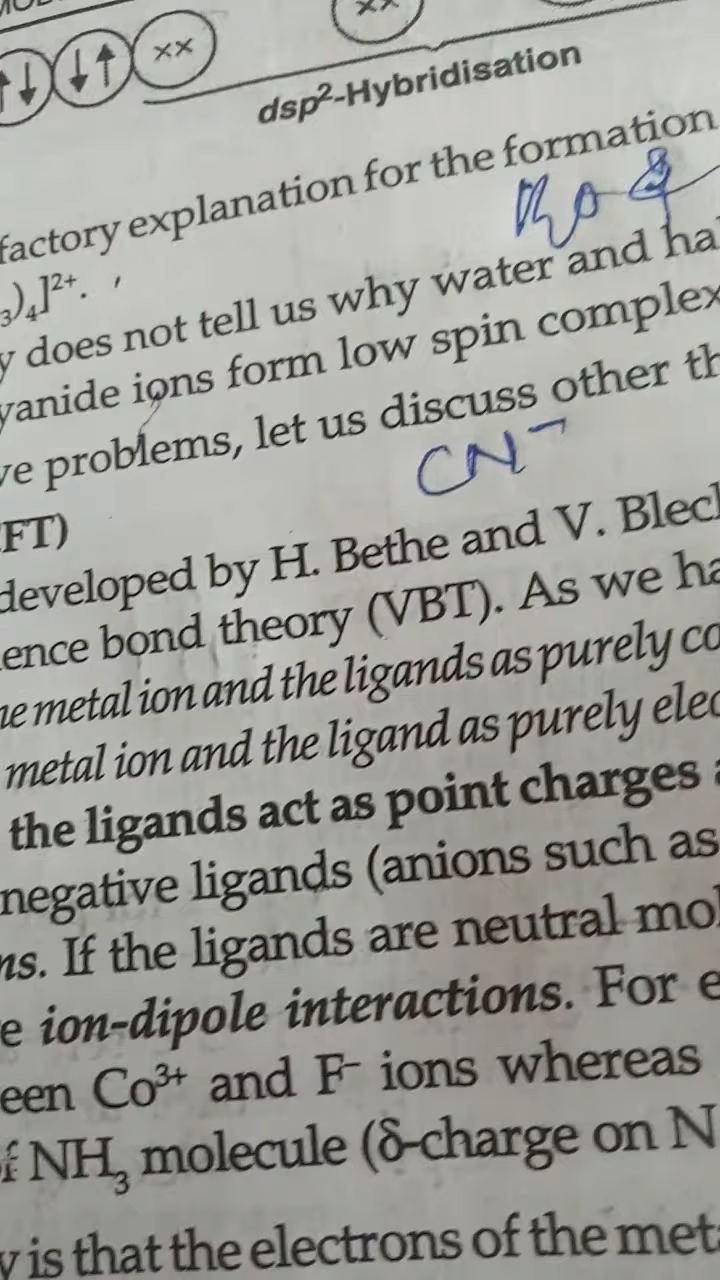 ×× ××
dsp²-Hybridisation
factory explanation for the formation
₃)₄]²⁺.
does not tell us why water and ha
yanide ions form low spin complex
ve problems, let us discuss other th
CN⁻
FT)
developed by H. Bethe and V. Blec
ence bond theory (VBT). As we ha
metal ion and the ligands as purely co
metal ion and the ligand as purely elec
the ligands act as point charges
negative ligands (anions such as
ns. If the ligands are neutral mol
e ion-dipole interactions. For e
een Co³⁺ and F⁻ ions whereas
f NH₃ molecule (δ-charge on N
y is that the electrons of the met